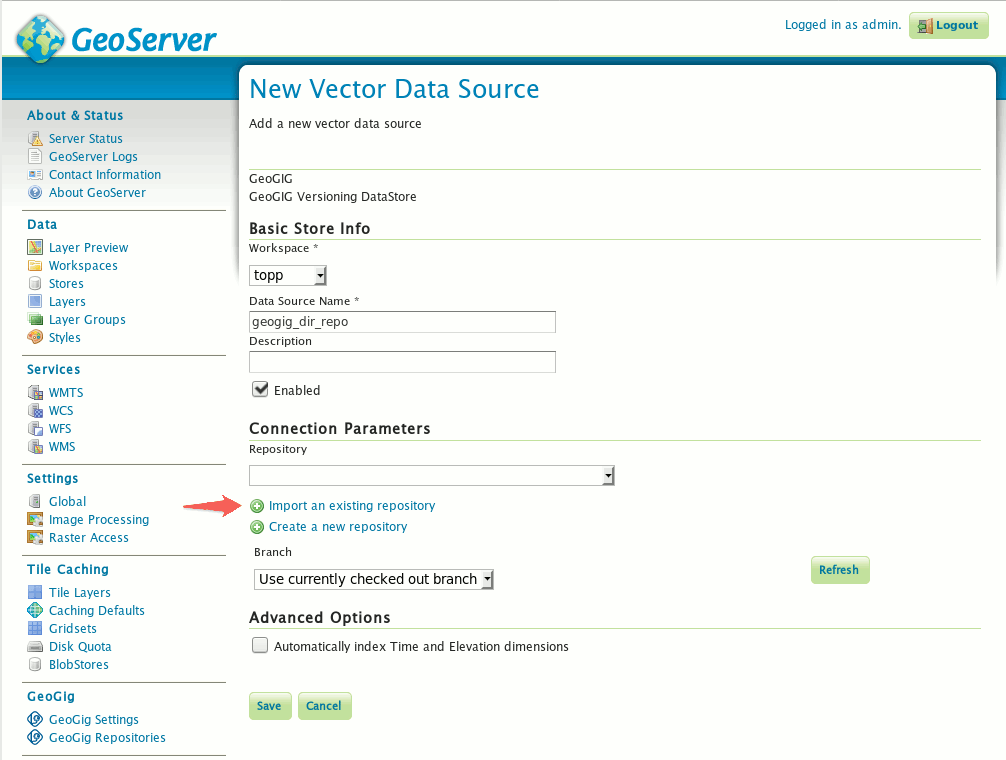 GeoServer
Logged in as admin.
Logout
About & Status
Server Status
GeoServer Logs
Contact Information
About GeoServer
Data
Layer Preview
Workspaces
Stores
Layers
Layer Groups
Styles
Services
WMTS
WCS
WFS
WMS
Settings
Global
Image Processing
Raster Access
Tile Caching
Tile Layers
Caching Defaults
Gridsets
Disk Quota
BlobStores
GeoGig
GeoGig Settings
GeoGig Repositories
New Vector Data Source
Add a new vector data source
GeoGIG
GeoGIG Versioning DataStore
Basic Store Info
Workspace *
topp
Data Source Name *
geogig_dir_repo
Description
Enabled
Connection Parameters
Repository
Import an existing repository
Create a new repository
Branch
Use currently checked out branch
Refresh
Advanced Options
Automatically index Time and Elevation dimensions
Save
Cancel